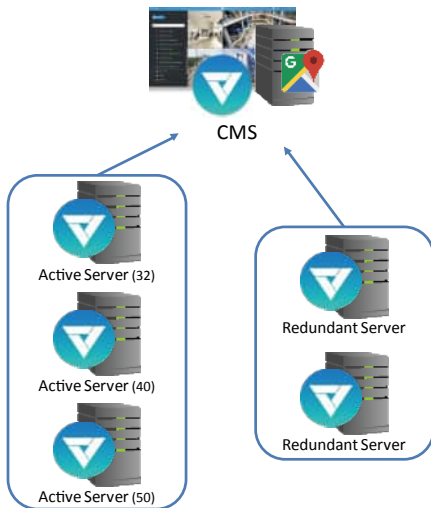 G
CMS
Active Server (32)
Active Server (40)
Active Server (50)
Redundant Server
Redundant Server